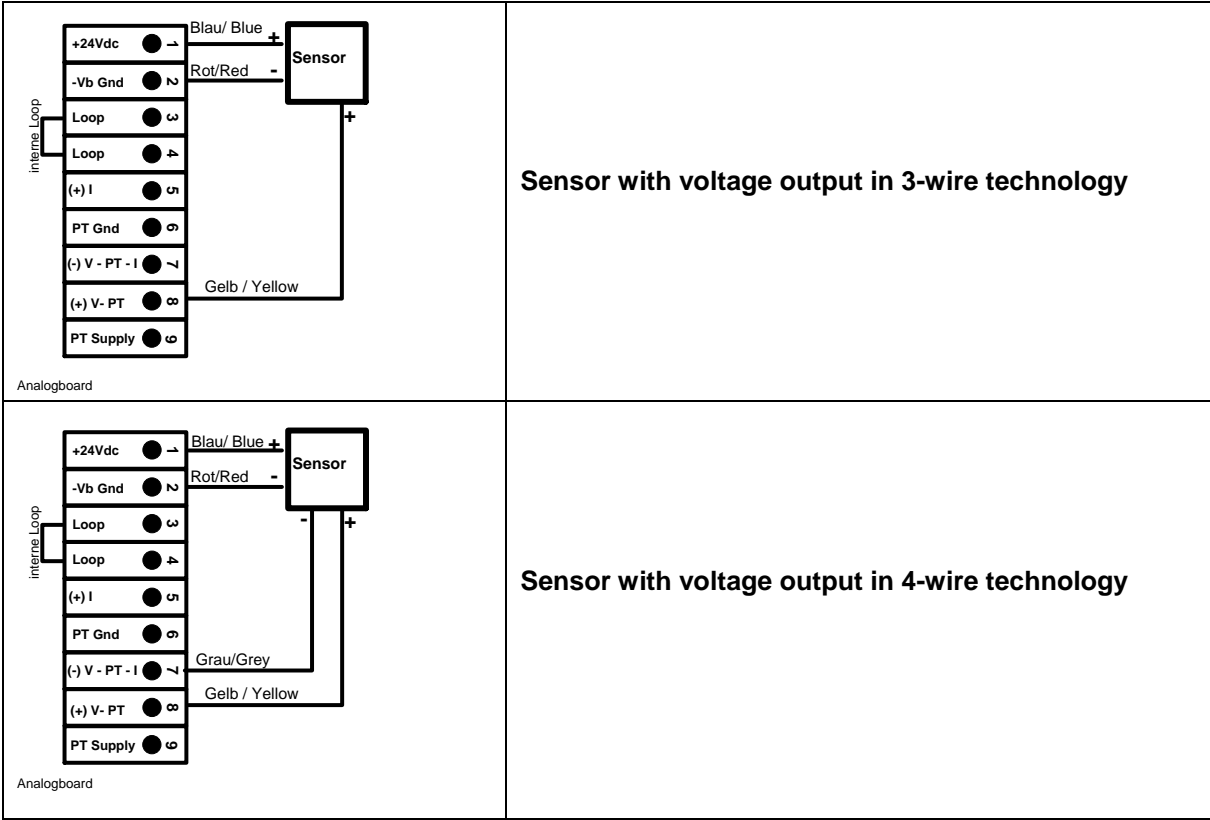 Blau/ Blue
+
+24Vdc 1
Sensor
Rot/Red -
-Vb Gnd 2
interne Loop
Loop 3
+
Loop 4
(+) I 5
PT Gnd 6
(-) V - PT - I 7
Gelb / Yellow
(+) V- PT 8
PT Supply 9
Analogboard
Sensor with voltage output in 3-wire technology
Blau/ Blue +
+24Vdc 1
Sensor
Rot/Red -
-Vb Gnd 2
interne Loop
Loop 3
- +
Loop 4
(+) I 5
PT Gnd 6
Grau/Grey
(-) V - PT - I 7
Gelb / Yellow
(+) V- PT 8
PT Supply 9
Analogboard
Sensor with voltage output in 4-wire technology